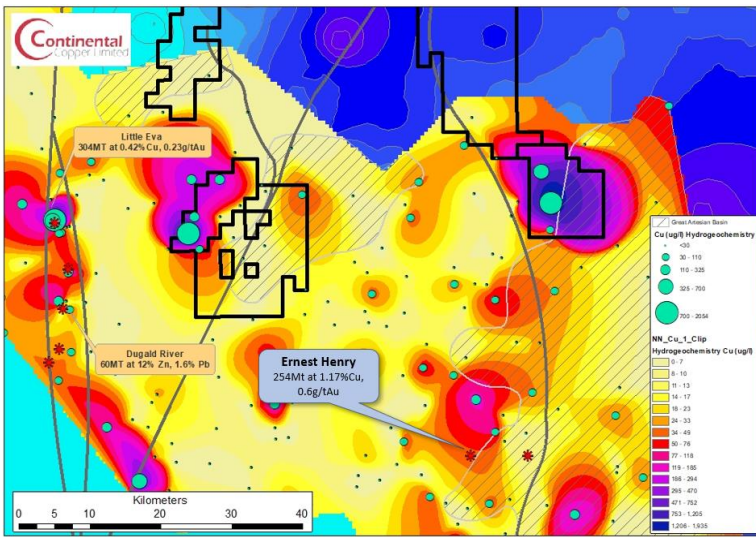 Continental
Copper Limited
Little Eva
304MT at 0.42%Cu, 0.23g/tAu
Dugald River
60MT at 12% Zn, 1.6% Pb
Ernest Henry
254Mt at 1.17%Cu,
0.6g/tAu
Kilometers
0 2.5 5 10 20 30 40
Great Artesian Basin
Cu (ug/l) Hydrogeochemistry
<30
30 - 110
110 - 325
325 - 700
700 - 2054
NN_Cu_1_Clip
Hydrogeochemistry Cu (ug/l)
0 - 7
8 - 10
11 - 13
14 - 17
18 - 23
24 - 33
34 - 49
50 - 76
77 - 118
119 - 185
186 - 294
295 - 470
471 - 752
753 - 1,205
1,206 - 1,935